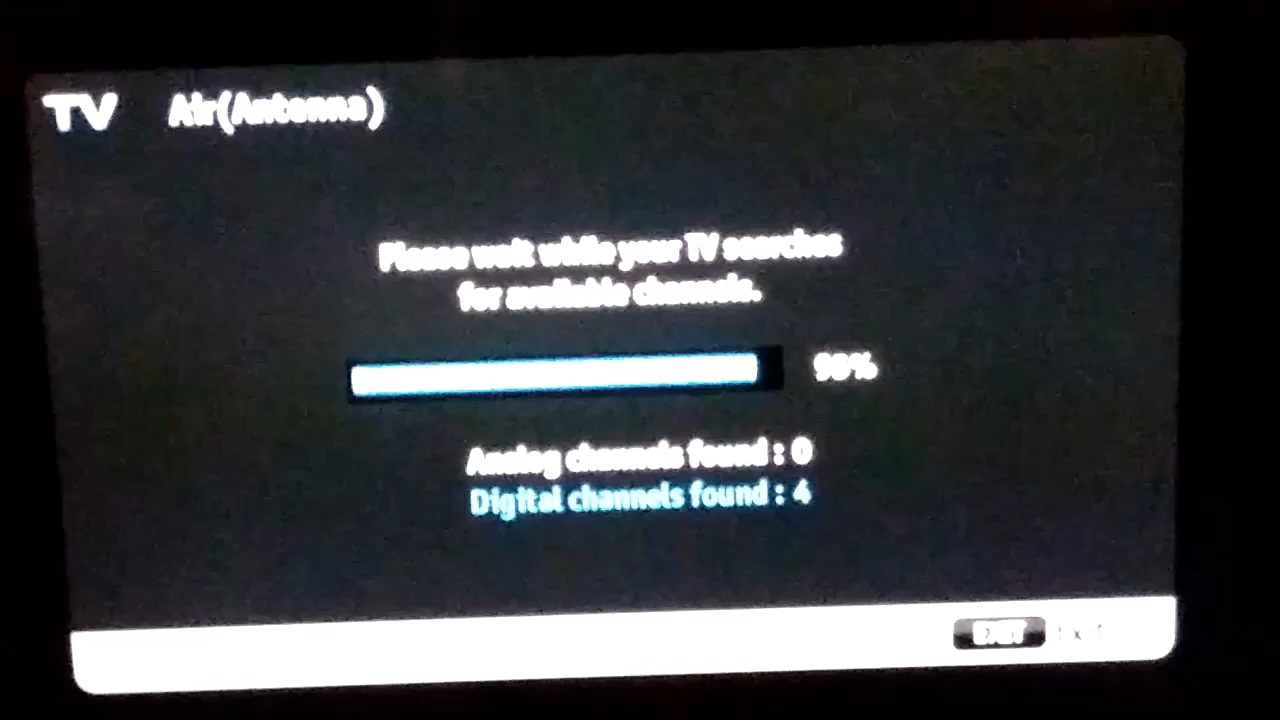 TV Air(Antenna)
Please wait while your TV searches
for available channels.
Analog channels found : 0
Digital channels found : 4
EXIT Exit